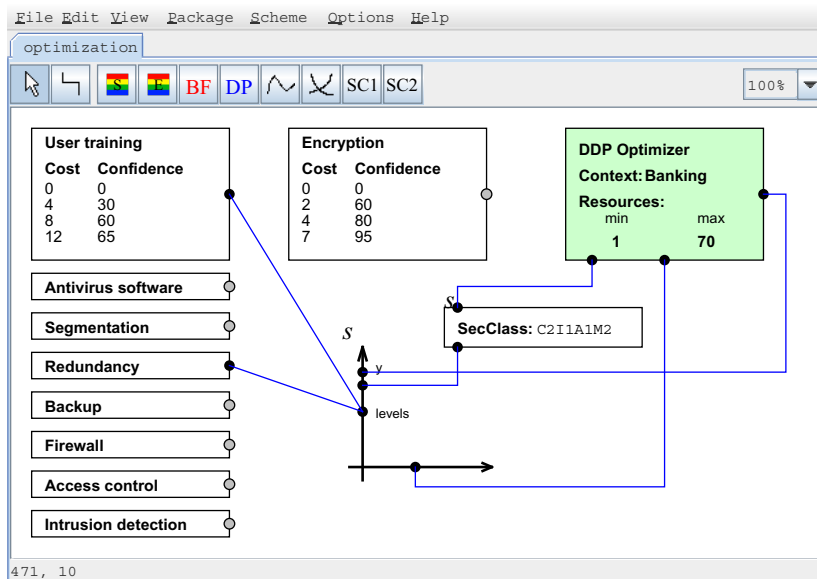 File Edit View Package Scheme Options Help
optimization
S E BF DP SC1 SC2 100%
User training
Cost Confidence
0 0
4 30
8 60
12 65
Encryption
Cost Confidence
0 0
2 60
4 80
7 95
DDP Optimizer
Context: Banking
Resources:
min max
1 70
Antivirus software
Segmentation
Redundancy
Backup
Firewall
Access control
Intrusion detection
S
SecClass: C2I1A1M2
S
y
levels
471, 10